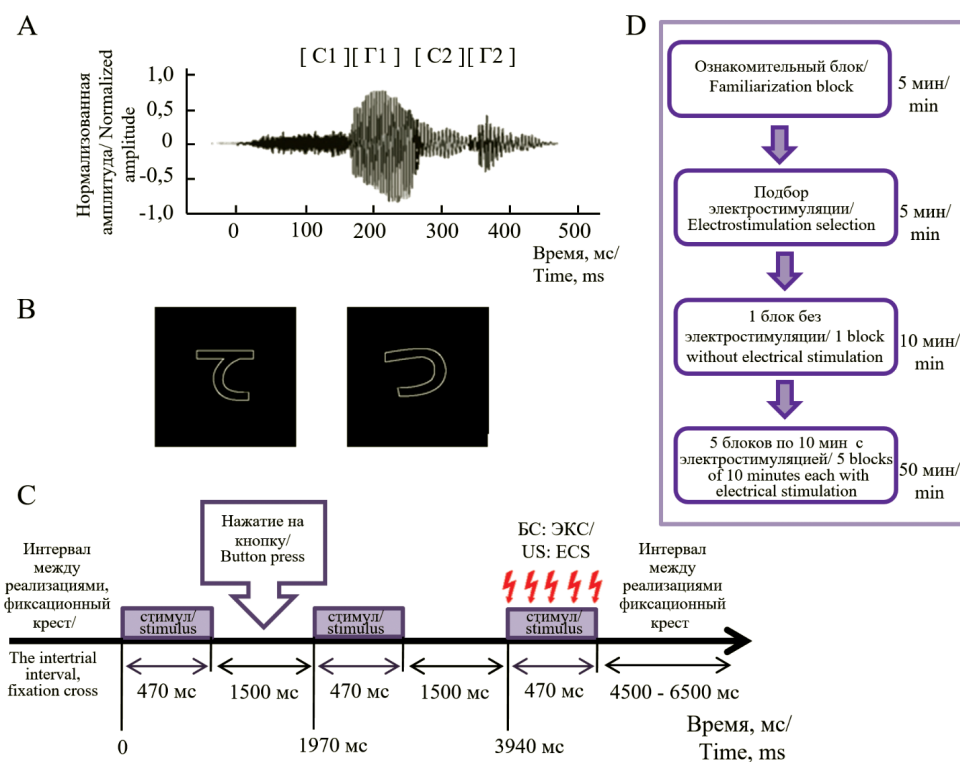 A
[ С1][ Г1 ] [ С2][ Г2 ]
Нормализованная
амплитуда/ Normalized
amplitude
1,0
0,5
0
-0,5
-1,0
0 100 200 300 400 500
Время, мс/
Time, ms
B
て つ
C
Интервал
между
реализациями,
фиксационный
крест/
The intertrial
interval,
fixation cross
Нажатие на
кнопку/
Button press
БС: ЭКС/
US: ECS
Интервал
между
реализациями
фиксационный
крест
стимул/
stimulus
стимул/
stimulus
стимул/
stimulus
470 мс 1500 мс 470 мс 1500 мс 470 мс 4500 - 6500 мс
0 1970 мс 3940 мс
Время, мс/
Time, ms
D
Ознакомительный блок/
Familiarization block
5 мин/
min
Подбор
электростимуляции/
Electrostimulation selection
5 мин/
min
1 блок без
электростимуляции/ 1 block
without electrical stimulation
10 мин/
min
5 блоков по 10 мин с
электростимуляцией/ 5 blocks
of 10 minutes each with
electrical stimulation
50 мин/
min